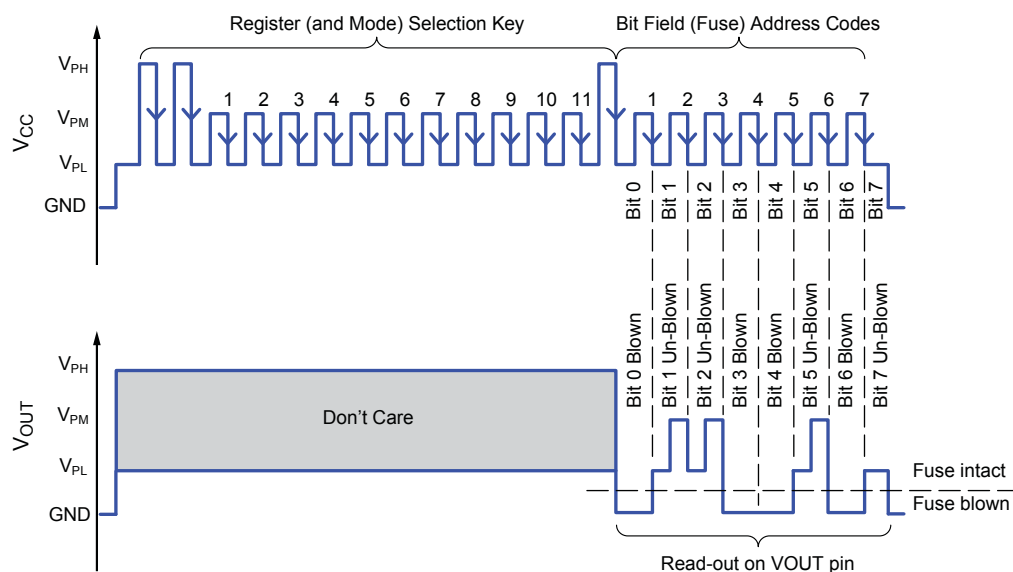 Register (and Mode) Selection Key
Bit Field (Fuse) Address Codes
VCC
VPH
VPM
VPL
GND
1 2 3 4 5 6 7 8 9 10 11
1 2 3 4 5 6 7
Bit 0 Bit 1 Bit 2 Bit 3 Bit 4 Bit 5 Bit 6 Bit 7
VOUT
VPH
VPM
VPL
GND
Don’t Care
Bit 0 Blown
Bit 1 Un-Blown
Bit 2 Un-Blown
Bit 3 Blown
Bit 4 Blown
Bit 5 Un-Blown
Bit 6 Blown
Bit 7 Un-Blown
Fuse intact
Fuse blown
Read-out on VOUT pin